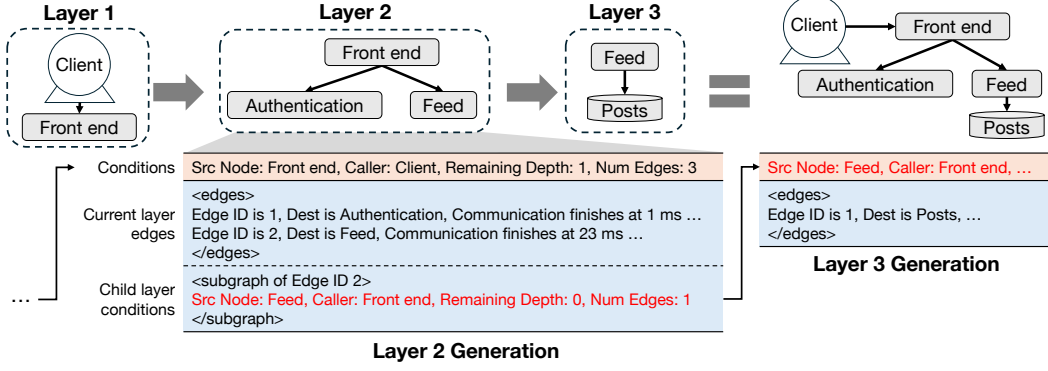 Layer 1
Layer 2
Layer 3
Client
Front end
Front end
Authentication
Feed
Feed
Posts
Client
Front end
Authentication
Feed
Posts
Conditions
Src Node: Front end, Caller: Client, Remaining Depth: 1, Num Edges: 3
Current layer
edges
<edges>
Edge ID is 1, Dest is Authentication, Communication finishes at 1 ms ...
Edge ID is 2, Dest is Feed, Communication finishes at 23 ms ...
</edges>
...
Child layer
conditions
<subgraph of Edge ID 2>
Src Node: Feed, Caller: Front end, Remaining Depth: 0, Num Edges: 1
</subgraph>
Layer 2 Generation
Src Node: Feed, Caller: Front end, ...
<edges>
Edge ID is 1, Dest is Posts, ...
</edges>
Layer 3 Generation